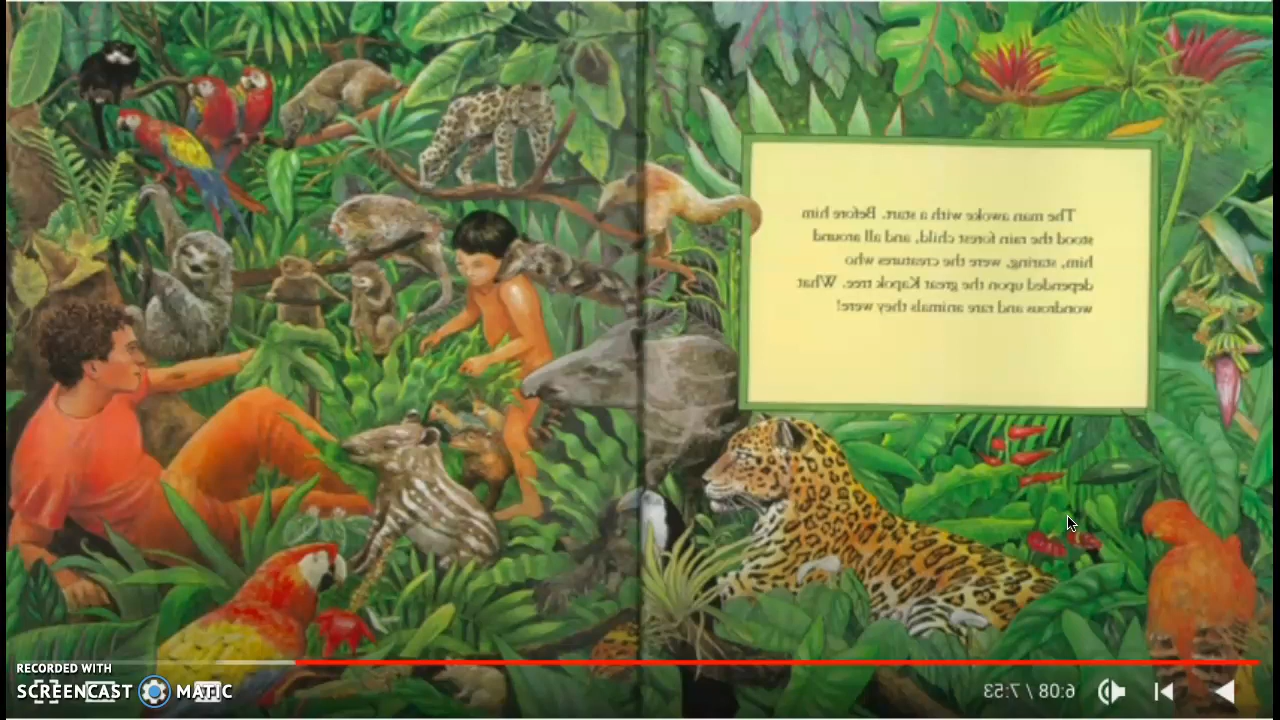 The man awoke with a start. Before him
stood the rain forest child, and all around
him, staring, were the creatures who
depended upon the great Kapok tree. What
wondrous and rare animals they were!
RECORDED WITH
SCREENCAST MATIC
6:08 / 7:53